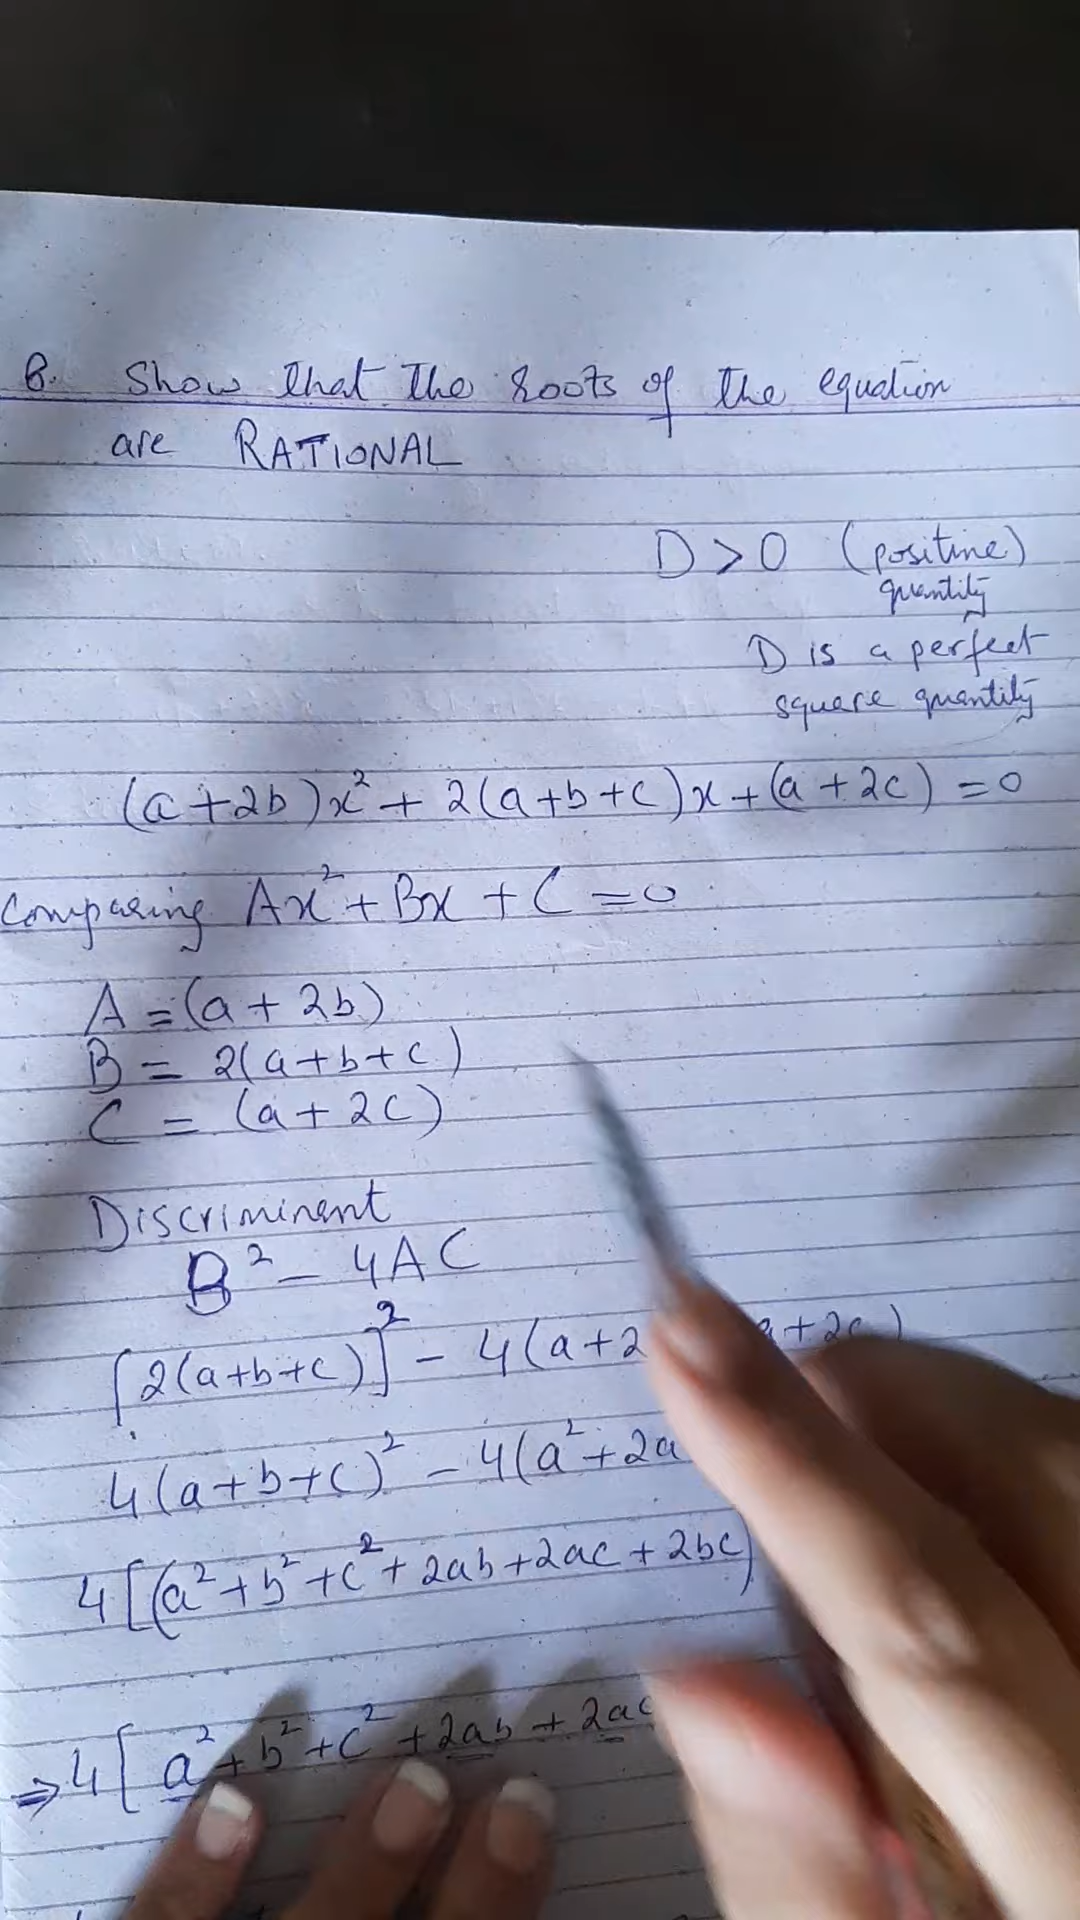 8. Show that the roots of the equation
are RATIONAL
D > 0 (positive)
quantity
D is a perfect
square quantity
(a+2b)x² + 2(a+b+c)x + (a+2c) = 0
Comparing Ax² + Bx + C = 0
A = (a + 2b)
B = 2(a+b+c)
C = (a+2c)
Discriminant
B² - 4AC
[2(a+b+c)]² - 4(a+2 a+2c)
4(a+b+c)² - 4(a²+2a
4[(a²+b²+c²+2ab+2ac+2bc)
⇒ 4[a²+b²+c²+2ab+2ac